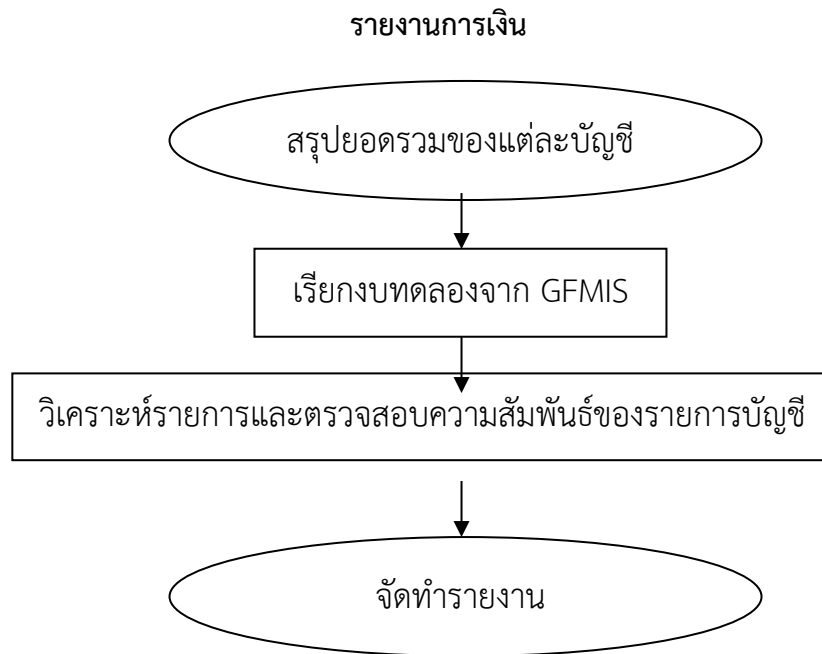 รายงานการเงิน
สรุปยอดรวมของแต่ละบัญชี
เรียกงบทดลองจาก GFMIS
วิเคราะห์รายการและตรวจสอบความสัมพันธ์ของรายการบัญชี
จัดทำรายงาน